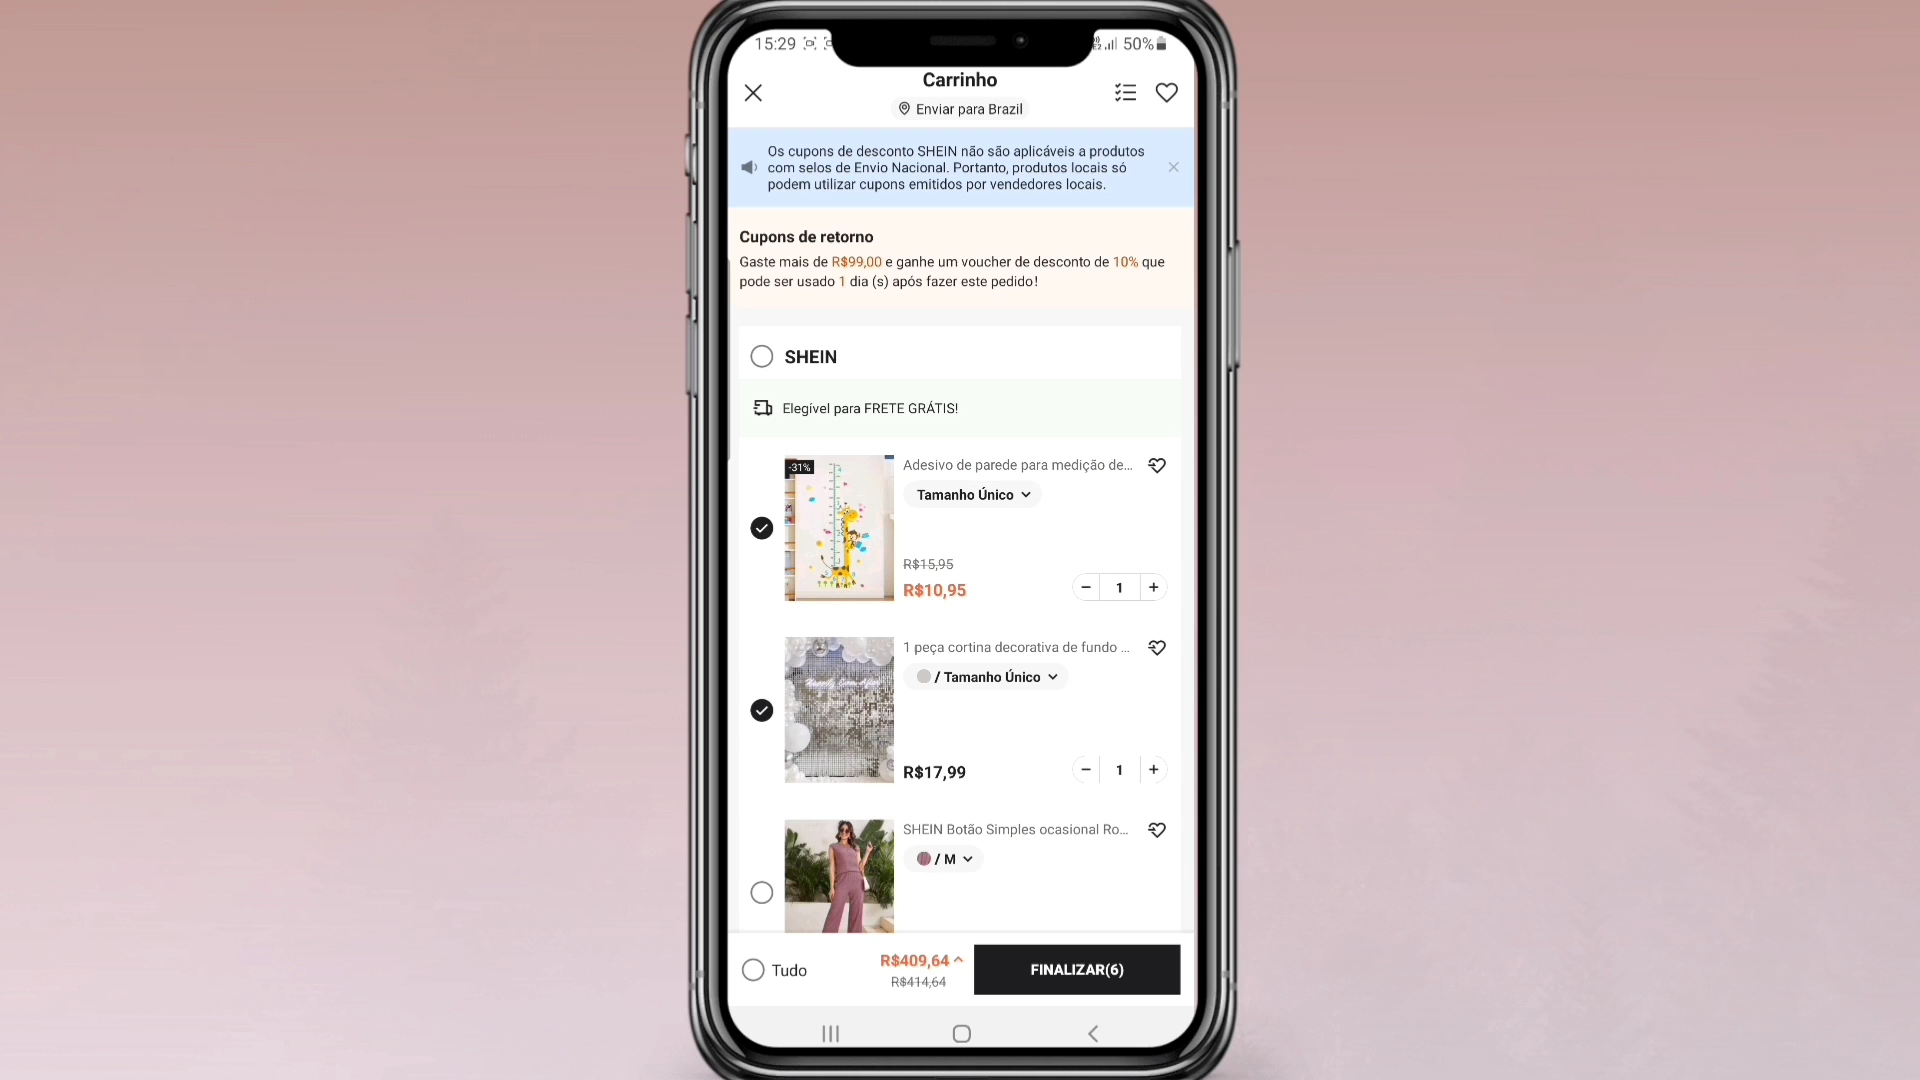 15:29
50%
Carrinho
Enviar para Brazil
Os cupons de desconto SHEIN não são aplicáveis a produtos
com selos de Envio Nacional. Portanto, produtos locais só
podem utilizar cupons emitidos por vendedores locais.
Cupons de retorno
Gaste mais de R$99,00 e ganhe um voucher de desconto de 10% que
pode ser usado 1 dia (s) após fazer este pedido!
SHEIN
Elegível para FRETE GRÁTIS!
-31%
Adesivo de parede para medição de...
Tamanho Único
R$15,95
R$10,95
1
1 peça cortina decorativa de fundo ...
/ Tamanho Único
R$17,99
1
SHEIN Botão Simples ocasional Ro...
/ M
Tudo
R$409,64
R$414,64
FINALIZAR(6)